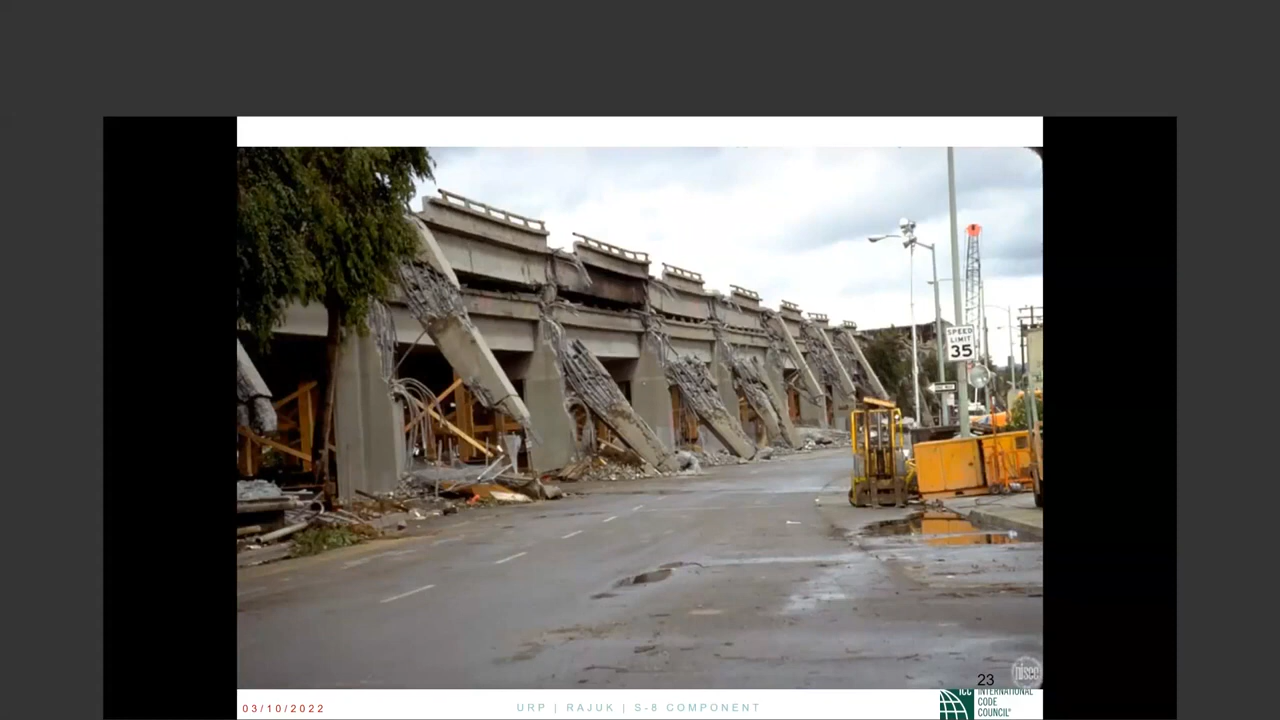 SPEED
LIMIT
35
23
03/10/2022
URP | RAJUK | S-8 COMPONENT
ICC INTERNATIONAL
CODE
COUNCIL®